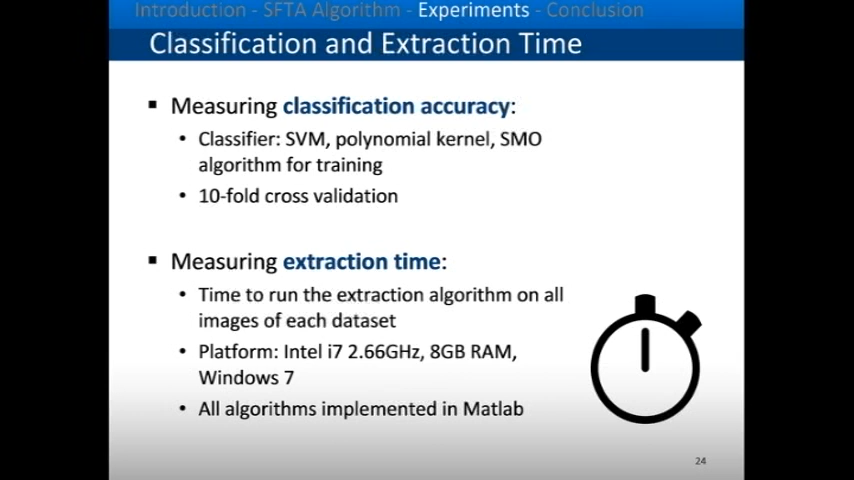 Introduction - SFTA Algorithm - Experiments - Conclusion
Classification and Extraction Time
▪ Measuring classification accuracy:
• Classifier: SVM, polynomial kernel, SMO
algorithm for training
• 10-fold cross validation
▪ Measuring extraction time:
• Time to run the extraction algorithm on all
images of each dataset
• Platform: Intel i7 2.66GHz, 8GB RAM,
Windows 7
• All algorithms implemented in Matlab
24